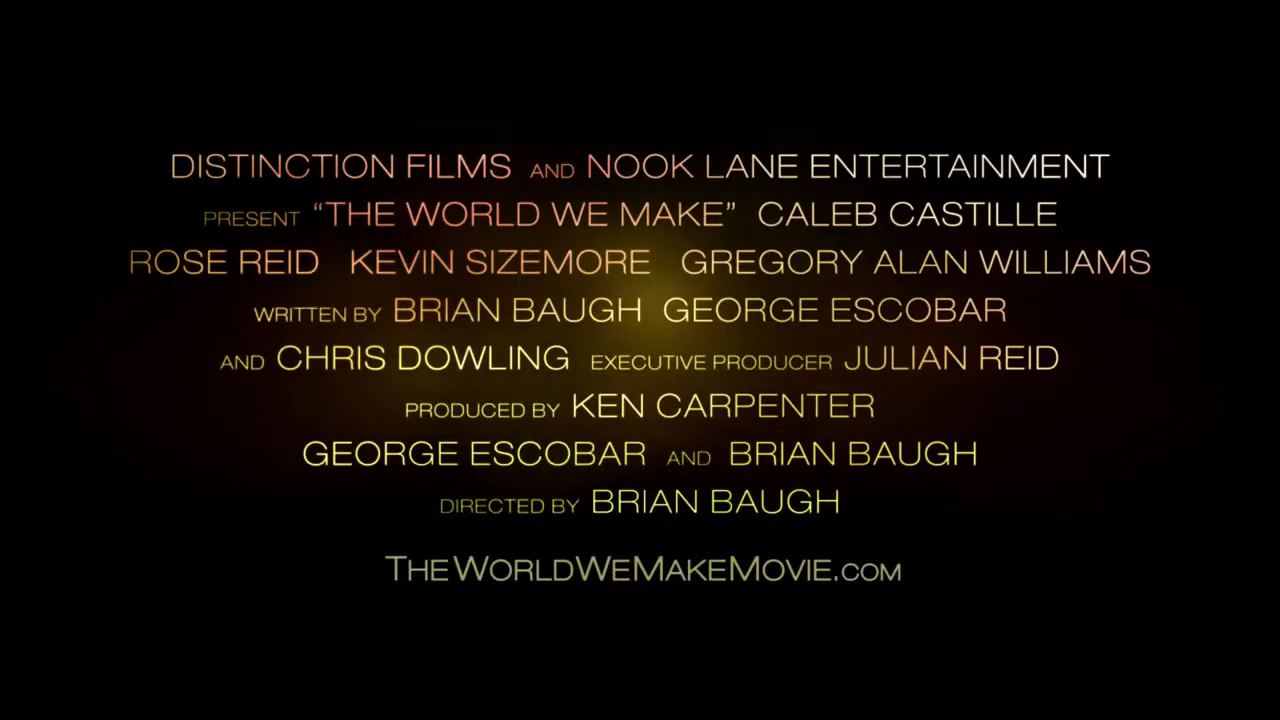 DISTINCTION FILMS AND NOOK LANE ENTERTAINMENT
PRESENT “THE WORLD WE MAKE” CALEB CASTILLE
ROSE REID KEVIN SIZEMORE GREGORY ALAN WILLIAMS
WRITTEN BY BRIAN BAUGH GEORGE ESCOBAR
AND CHRIS DOWLING EXECUTIVE PRODUCER JULIAN REID
PRODUCED BY KEN CARPENTER
GEORGE ESCOBAR AND BRIAN BAUGH
DIRECTED BY BRIAN BAUGH
THEWORLDWEMAKEMOVIE.COM